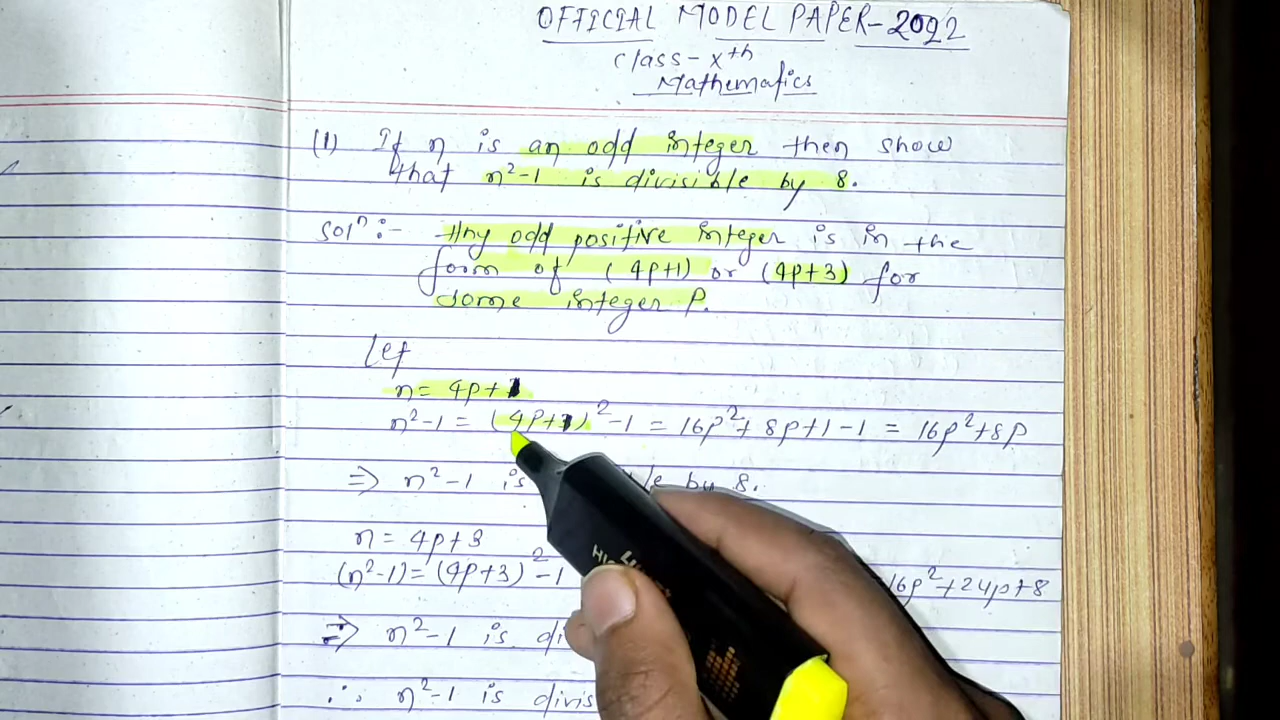 OFFICIAL MODEL PAPER-2022
class-xth
Mathematics
(1) If n is an odd integer then show
that n²-1 is divisible by 8.
Solⁿ:- Any odd positive integer is in the
form of (4p+1) or (4p+3) for
some integer p.
Let
n= 4p+1
n²-1 = (4p+1)²-1 = 16p²+8p+1-1 = 16p²+8p
⇒ n²-1 is by 8.
n= 4p+3
(n²-1)=(4p+3)²-1 16p²+24p+8
⇒ n²-1 is
∴ n²-1 is